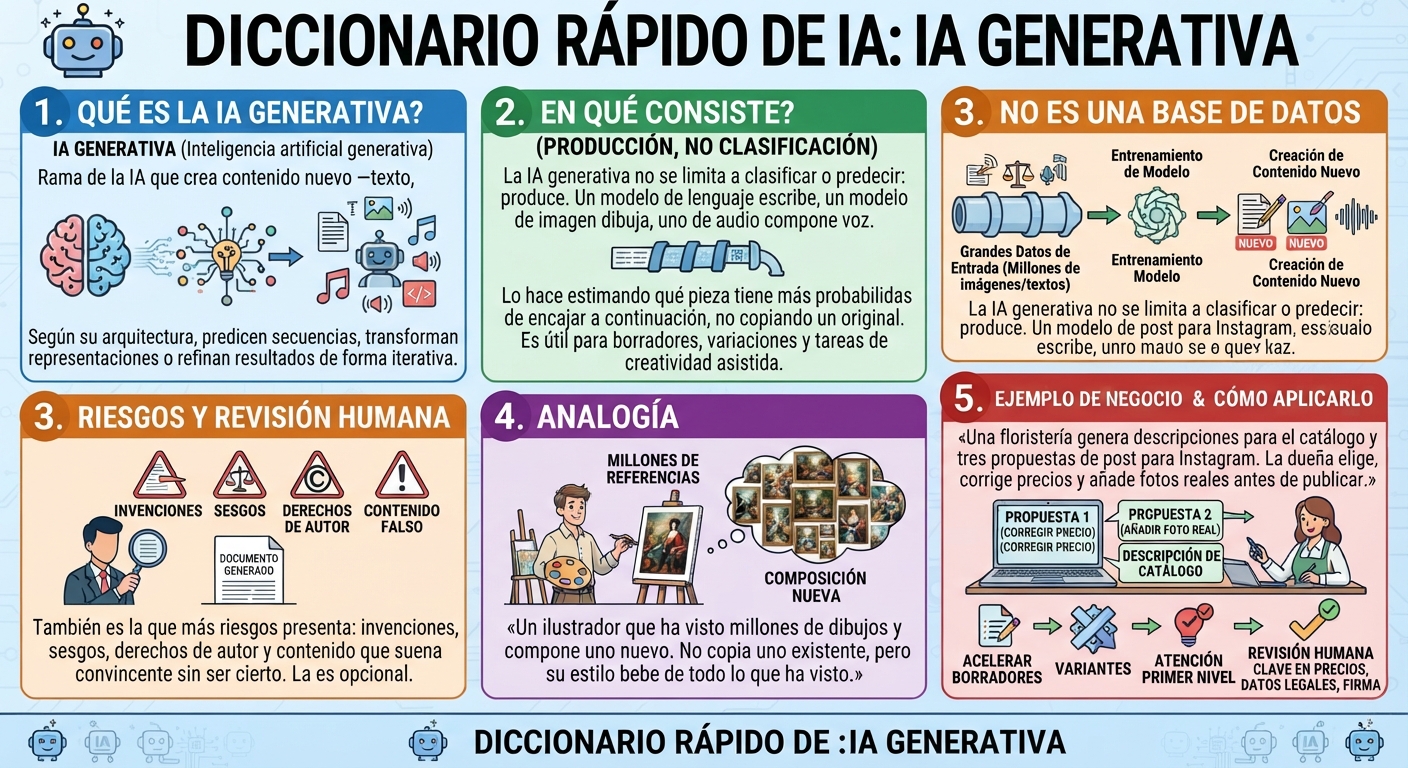 DICCIONARIO RÁPIDO DE IA: IA GENERATIVA
1. QUÉ ES LA IA GENERATIVA?
IA GENERATIVA (Inteligencia artificial generativa)
Rama de la IA que crea contenido nuevo —texto,
T
</>
Según su arquitectura, predicen secuencias, transforman
representaciones o refinan resultados de forma iterativa.
2. EN QUÉ CONSISTE?
(PRODUCCIÓN, NO CLASIFICACIÓN)
La IA generativa no se limita a clasificar o predecir:
produce. Un modelo de lenguaje escribe, un modelo
de imagen dibuja, uno de audio compone voz.
Lo hace estimando qué pieza tiene más probabilidas
de encajar a continuación, no copiando un original.
Es útil para borradores, variaciones y tareas de
creatividad asistida.
3. NO ES UNA BASE DE DATOS
Entrenamiento
de Modelo
Creación de
Contenido Nuevo
NUEVO
NUEVO
Grandes Datos de
Entrada (Millones de
imágenes/textos)
Entrenamiento
Modelo
Creación de
Contenido Nuevo
La IA generativa no se limita a clasificar o predecir:
produce. Un modelo de post para Instagram,
escribe, se kaz.
3. RIESGOS Y REVISIÓN HUMANA
INVENCIONES
SESGOS
©
DERECHOS
DE AUTOR
!
CONTENIDO
FALSO
DOCUMENTO
GENERAOO
También es la que más riesgos presenta: invenciones,
sesgos, derechos de autor y contenido que suena
convincente sin ser cierto. La es opcional.
4. ANALOGÍA
MILLONES DE
REFERENCIAS
COMPOSICIÓN
NUEVA
«Un ilustrador que ha visto millones de dibujos y
compone uno nuevo. No copia uno existente, pero
su estilo bebe de todo lo que ha visto.»
5. EJEMPLO DE NEGOCIO & CÓMO APLICARLO
«Una floristería genera descripciones para el catálogo y
tres propuestas de post para Instagram. La dueña elige,
corrige precios y añade fotos reales antes de publicar.»
PROPUESTA 1
(CORREGIR PRECIO)
(CORREGIR PRECIO)
PRCPUESTA 2
(AÑADIR FOTO REAL)
DESCRIPCIÓN DE
CATÁLOGO
ACELERAR
BORRADORES
VARIANTES
ATENCIÓN
PRIMER NIVEL
REVISIÓN HUMANA
CLAVE EN PRECIOS,
DATOS LEGALES, FIRMA
IA
DICCIONARIO RÁPIDO DE :IA GENERATIVA
IA